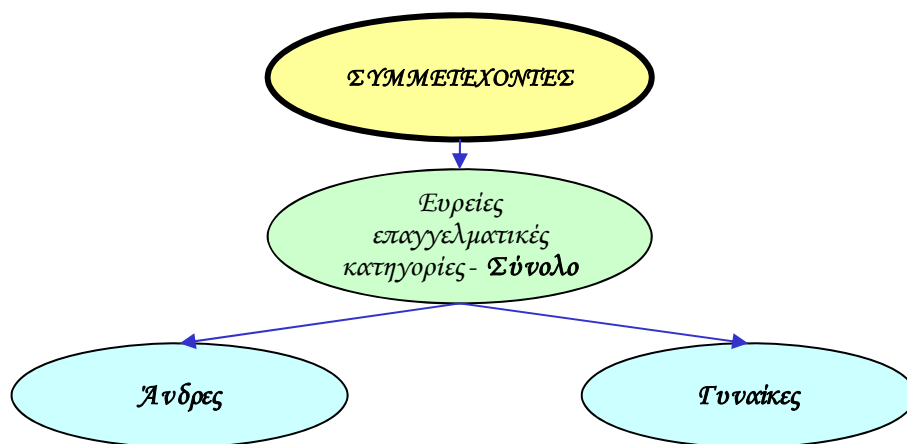 ΣΥΜΜΕΤΕΧΟΝΤΕΣ
Ευρείες
επαγγελματικές
κατηγορίες - Σύνολο
Άνδρες
Γυναίκες